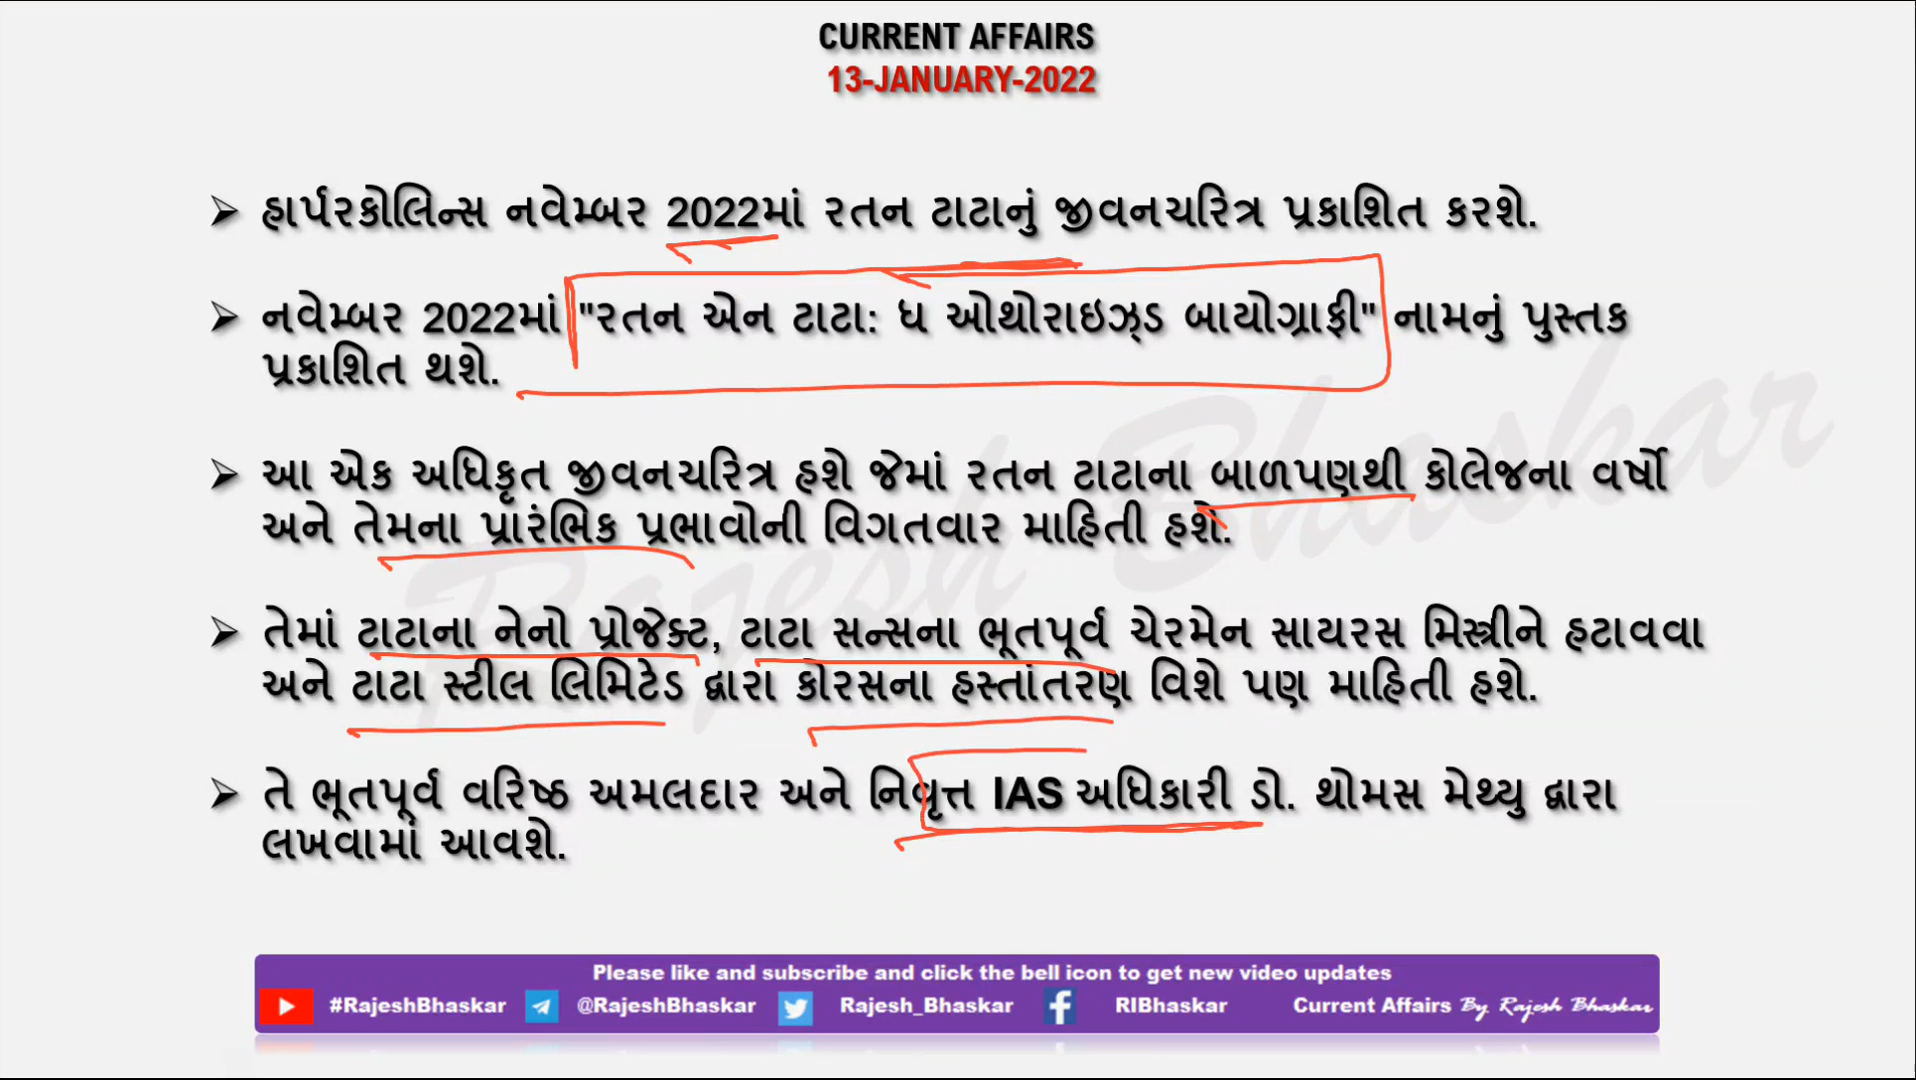 CURRENT AFFAIRS
13-JANUARY-2022
હાર્પરકોલિન્સ નવેમ્બર 2022માં રતન ટાટાનું જીવનચરિત્ર પ્રકાશિત કરશે.
નવેમ્બર 2022માં "રતન એન ટાટા: ધ ઓથોરાઇઝ્ડ બાયોગ્રાફી" નામનું પુસ્તક
પ્રકાશિત થશે.
આ એક અધિકૃત જીવનચરિત્ર હશે જેમાં રતન ટાટાના બાળપણથી કોલેજના વર્ષો
અને તેમના પ્રારંભિક પ્રભાવોની વિગતવાર માહિતી હશે.
તેમાં ટાટાના નેનો પ્રોજેક્ટ, ટાટા સન્સના ભૂતપૂર્વ ચેરમેન સાયરસ મિસ્ત્રીને હટાવવા
અને ટાટા સ્ટીલ લિમિટેડ દ્વારા કોરસના હસ્તાંતરણ વિશે પણ માહિતી હશે.
તે ભૂતપૂર્વ વરિષ્ઠ અમલદાર અને નિવૃત્ત IAS અધિકારી ડો. થોમસ મેથ્યુ દ્વારા
લખવામાં આવશે.
Rajesh Bhaskar
Please like and subscribe and click the bell icon to get new video updates
#RajeshBhaskar @RajeshBhaskar Rajesh_Bhaskar RIBhaskar Current Affairs By Rajesh Bhaskar